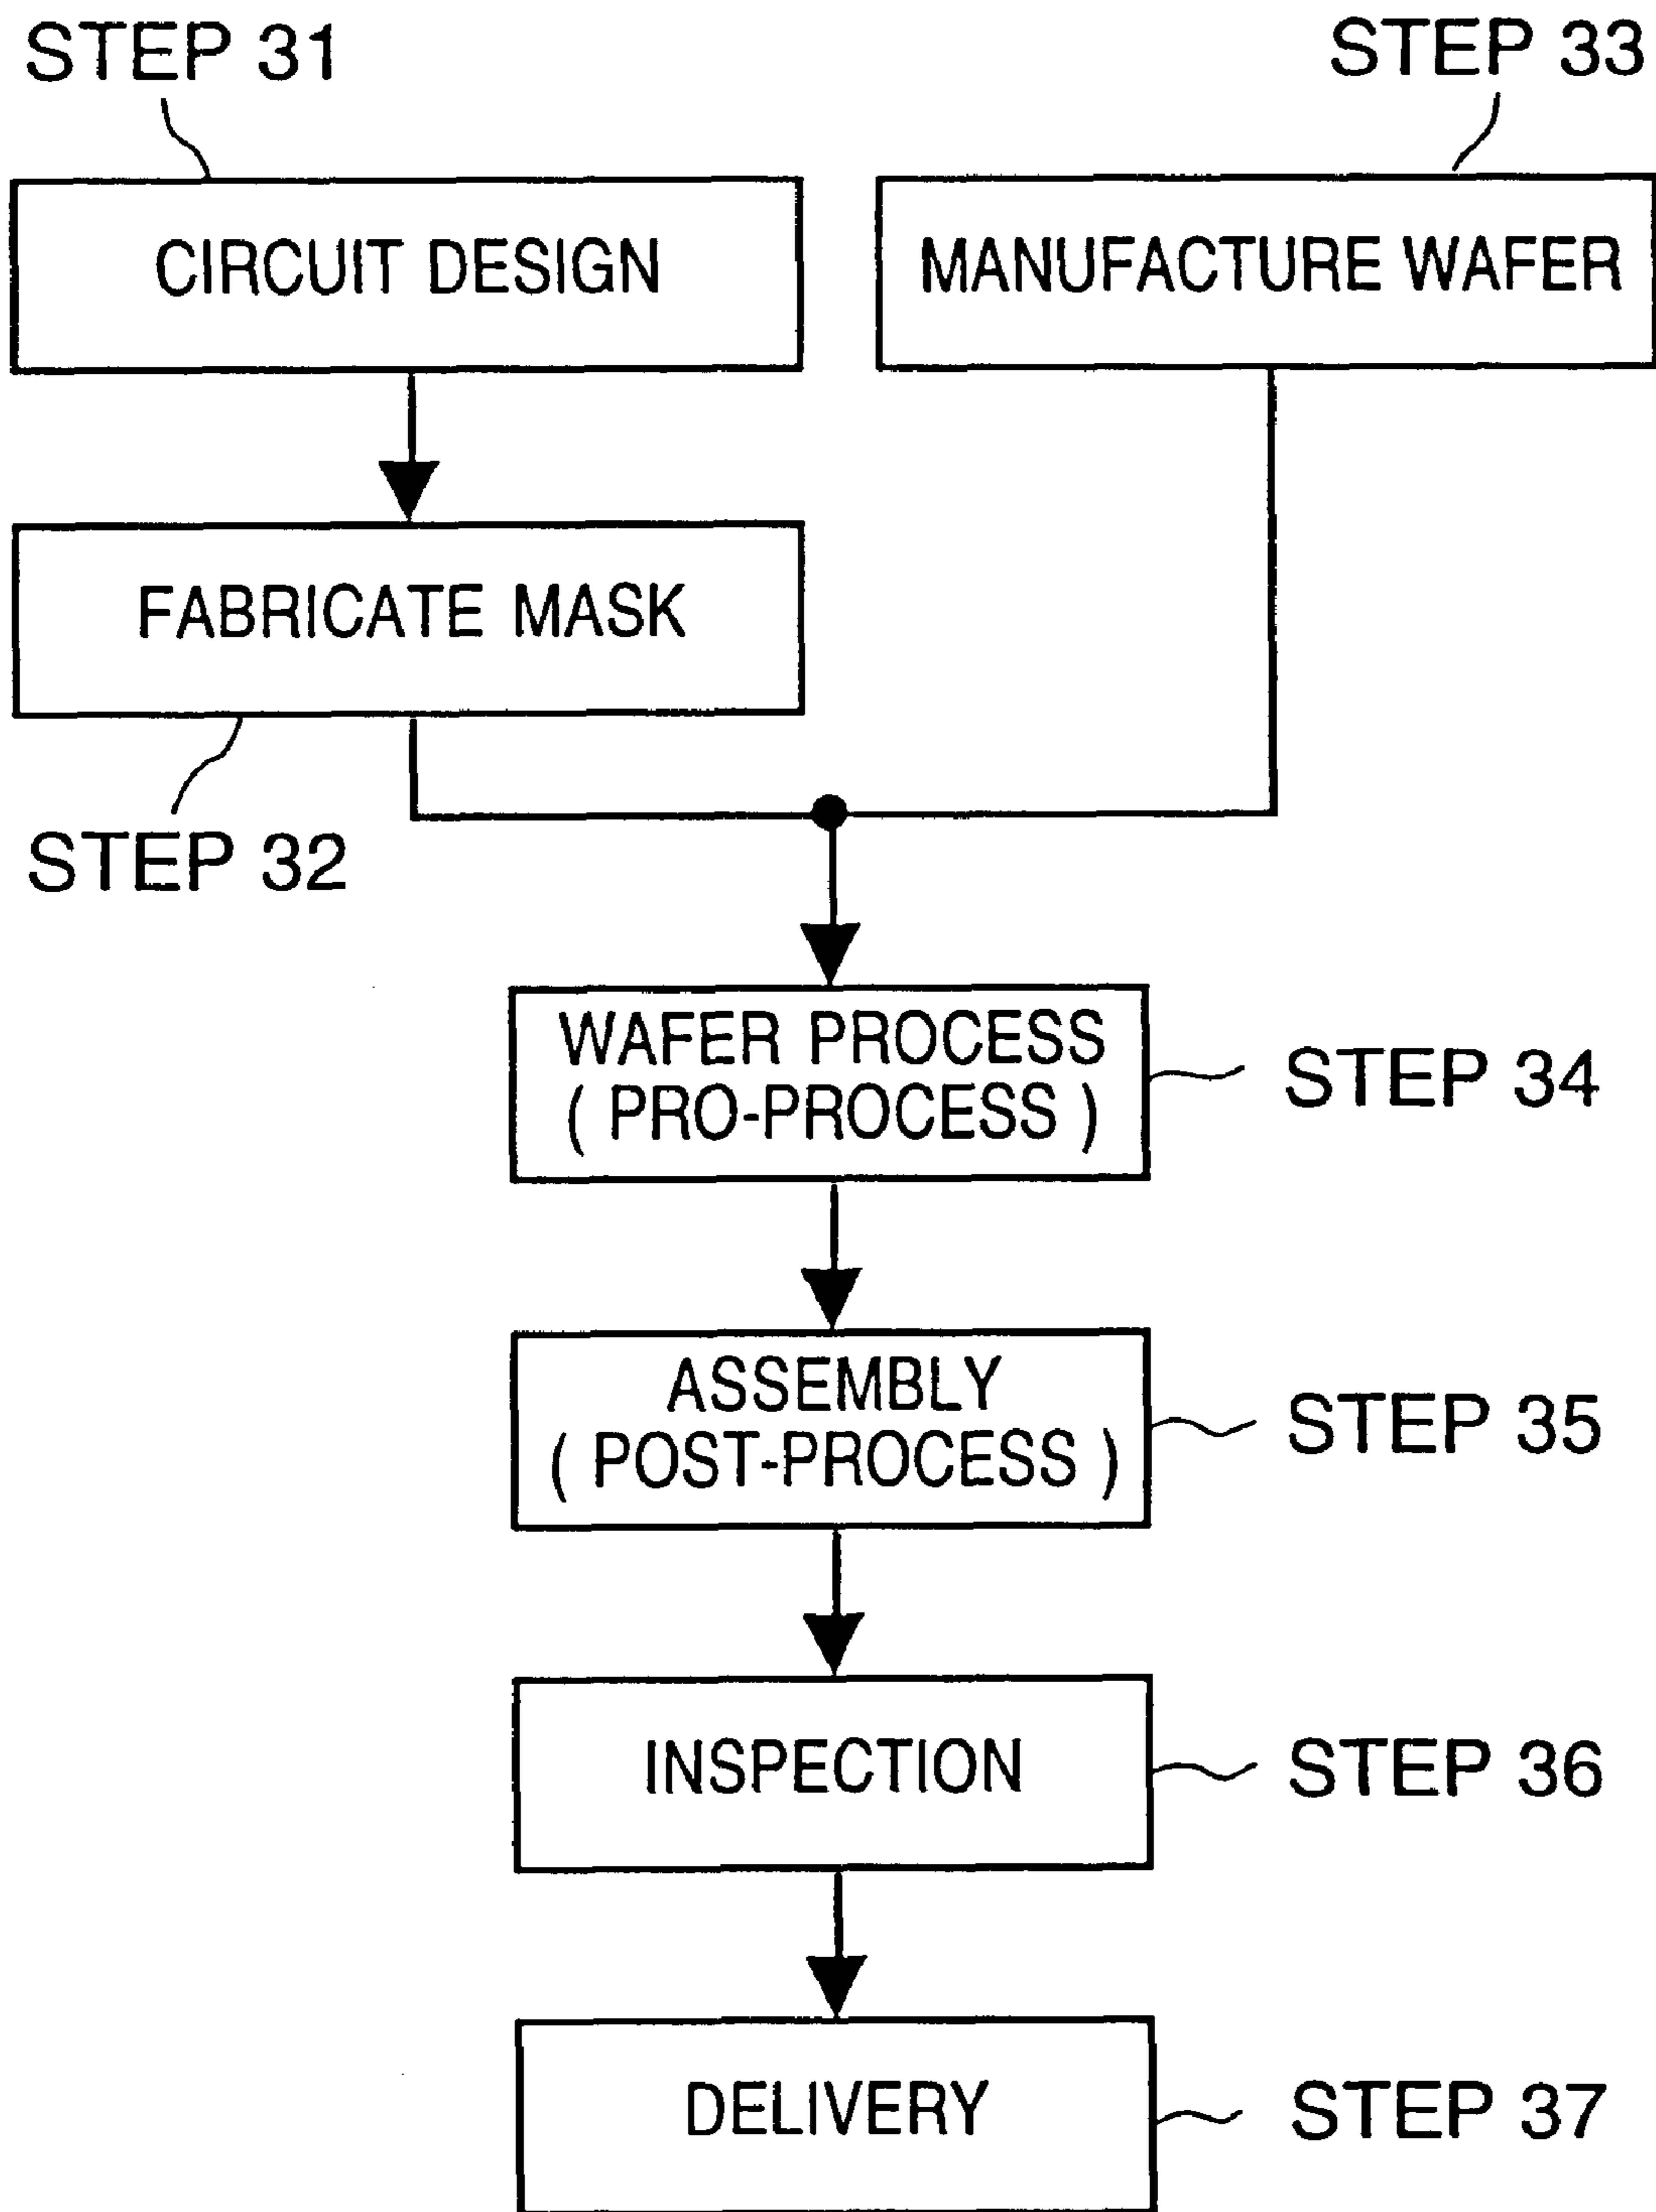 STEP 31
STEP 33
CIRCUIT DESIGN
MANUFACTURE WAFER
FABRICATE MASK
STEP 32
WAFER PROCESS
( PRO-PROCESS )
STEP 34
ASSEMBLY
( POST-PROCESS )
STEP 35
INSPECTION
STEP 36
DELIVERY
STEP 37